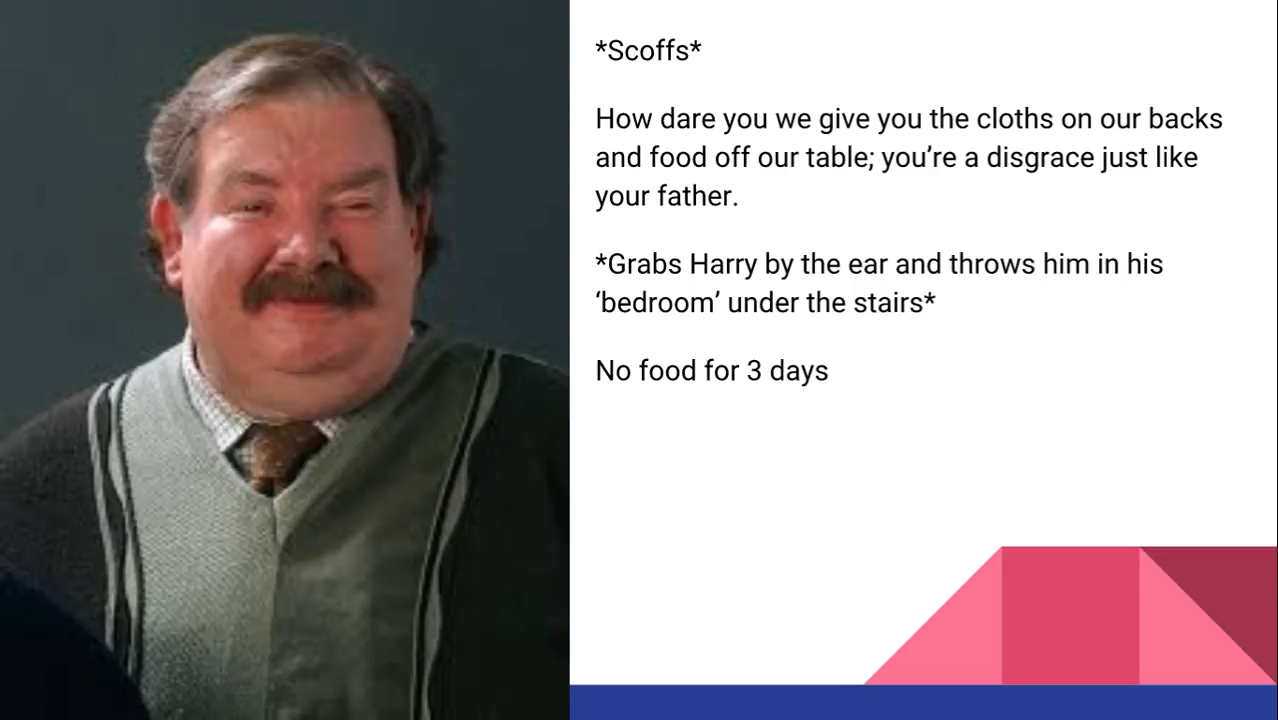 *Scoffs*
How dare you we give you the cloths on our backs
and food off our table; you’re a disgrace just like
your father.
*Grabs Harry by the ear and throws him in his
‘bedroom’ under the stairs*
No food for 3 days